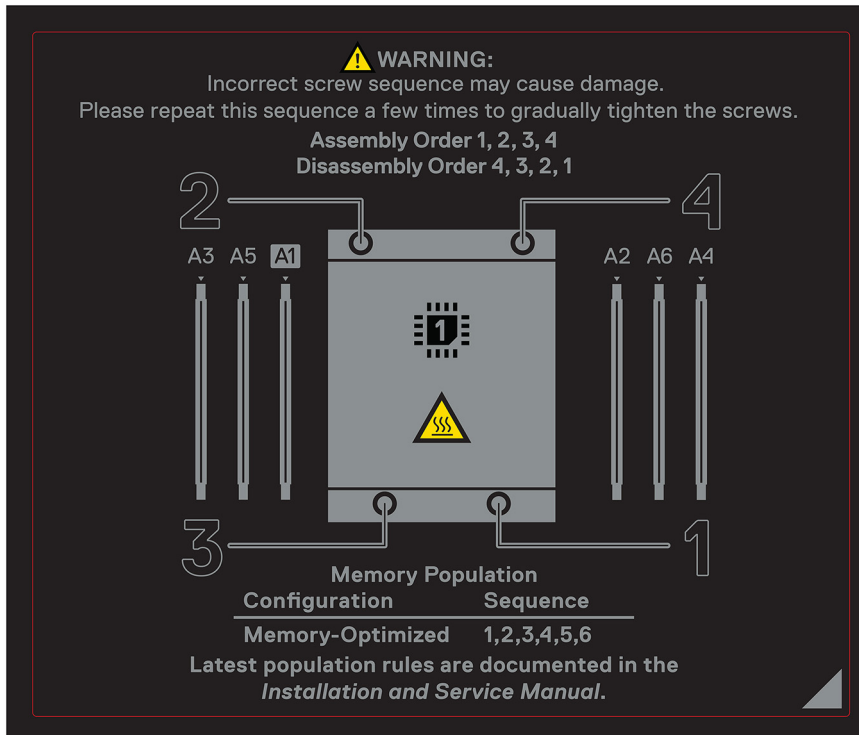 WARNING:
Incorrect screw sequence may cause damage.
Please repeat this sequence a few times to gradually tighten the screws.
Assembly Order 1, 2, 3, 4
Disassembly Order 4, 3, 2, 1
2 4
A3 A5 A1 A2 A6 A4
1
3 1
Memory Population
Configuration Sequence
Memory-Optimized 1,2,3,4,5,6
Latest population rules are documented in the
Installation and Service Manual.